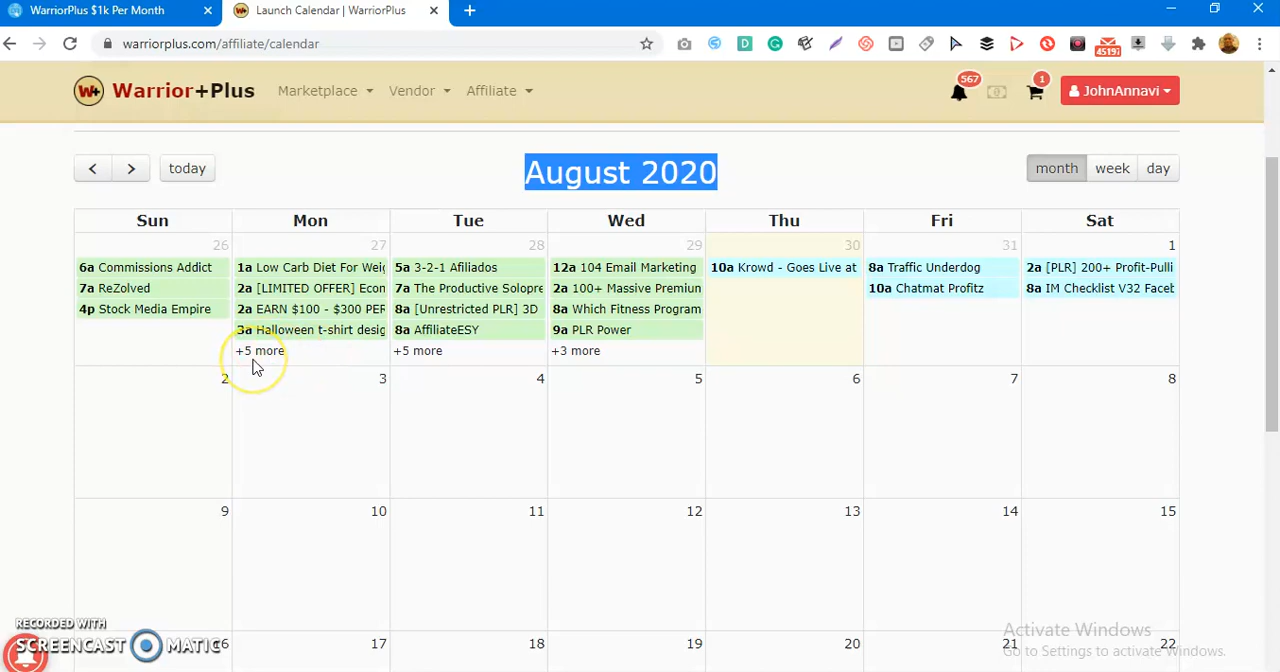 WarriorPlus $1k Per Month
Launch Calendar | WarriorPlus
warriorplus.com/affiliate/calendar
45197
W+ Warrior+Plus Marketplace Vendor Affiliate 567 1 JohnAnnavi
today August 2020 month week day
Sun Mon Tue Wed Thu Fri Sat
26 27 28 29 30 31 1
6a Commissions Addict 1a Low Carb Diet For Weig 5a 3-2-1 Afiliados 12a 104 Email Marketing 10a Krowd - Goes Live at 8a Traffic Underdog 2a [PLR] 200+ Profit-Pulli
7a ReZolved 2a [LIMITED OFFER] Econ 7a The Productive Solopre 2a 100+ Massive Premiun 10a Chatmat Profitz 8a IM Checklist V32 Faceb
4p Stock Media Empire 2a EARN $100 - $300 PER 8a [Unrestricted PLR] 3D 8a Which Fitness Program
3a Halloween t-shirt desig 8a AffiliateESY 9a PLR Power
+5 more +5 more +3 more
2 3 4 5 6 7 8
9 10 11 12 13 14 15
RECORDED WITH
SCREENCAST MATIC
6 17 18 19 20 21 22
Activate Windows
Go to Settings to activate Windows.